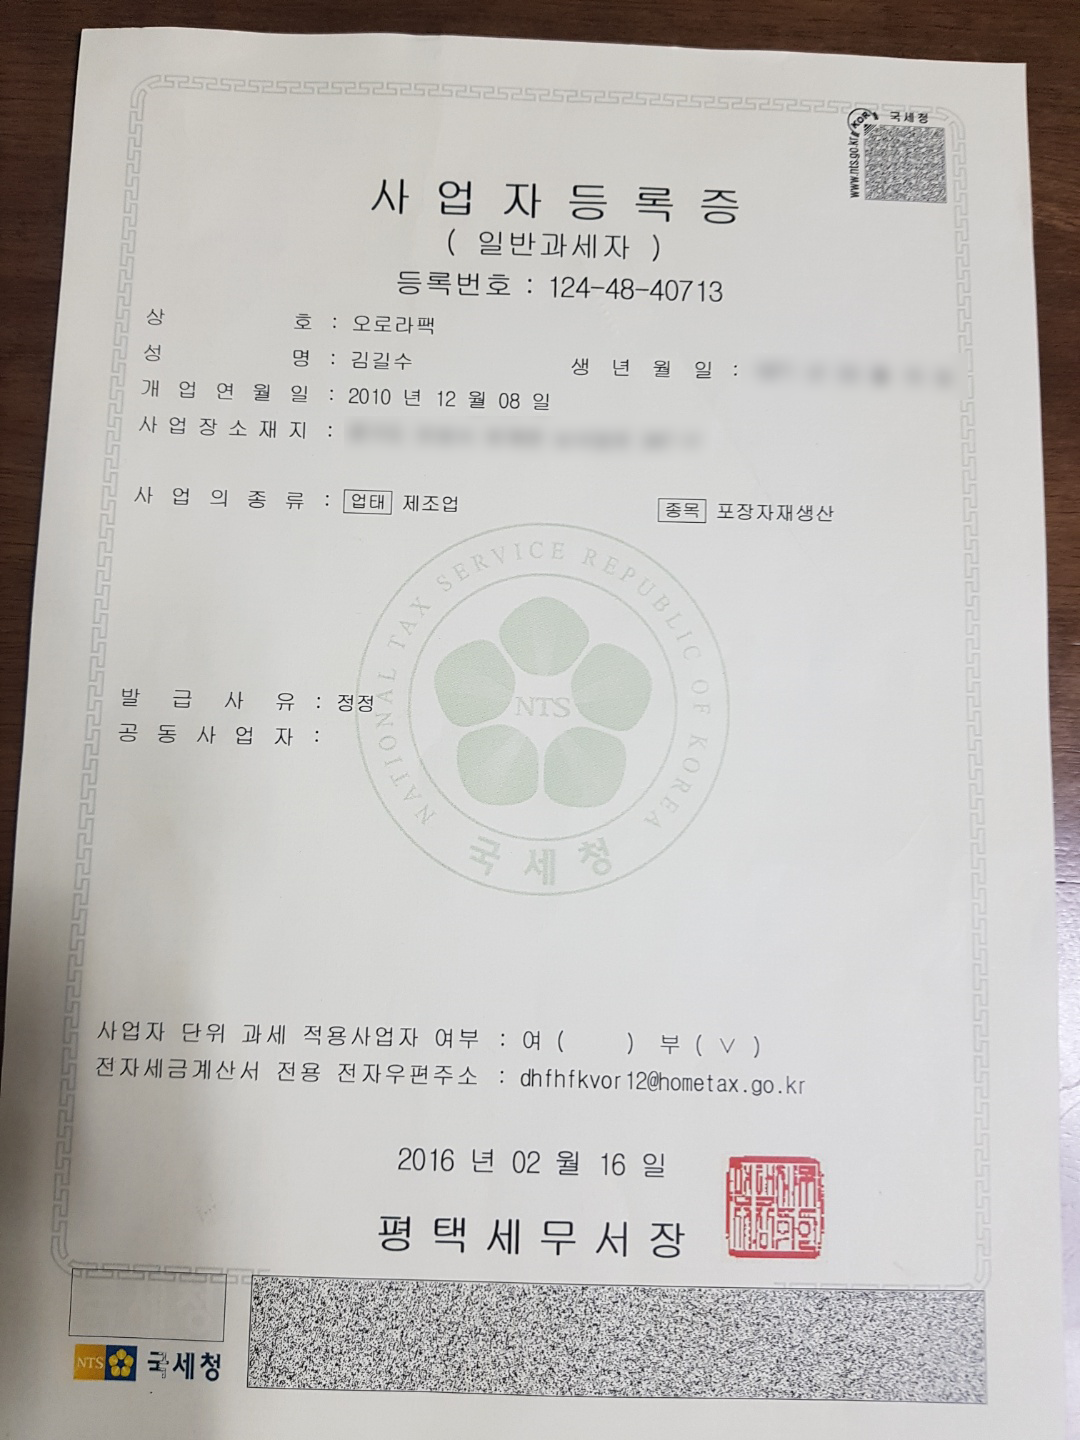 국세청
KOR
www.nts.go.kr
사업자등록증
( 일반과세자 )
등록번호 : 124-48-40713
상 호 : 오로라팩
성 명 : 김길수 생 년 월 일 :
개 업 연 월 일 : 2010 년 12 월 08 일
사 업 장 소 재 지 :
사 업 의 종 류 : 업태 제조업 종목 포장자재생산
NATIONAL TAX SERVICE REPUBLIC OF KOREA
NTS
국세청
발 급 사 유 : 정정
공 동 사 업 자 :
사업자 단위 과세 적용사업자 여부 : 여 ( ) 부 ( ∨ )
전자세금계산서 전용 전자우편주소 : dhfhfkvor12@hometax.go.kr
2016 년 02 월 16 일
평 택 세 무 서 장
NTS 국세청